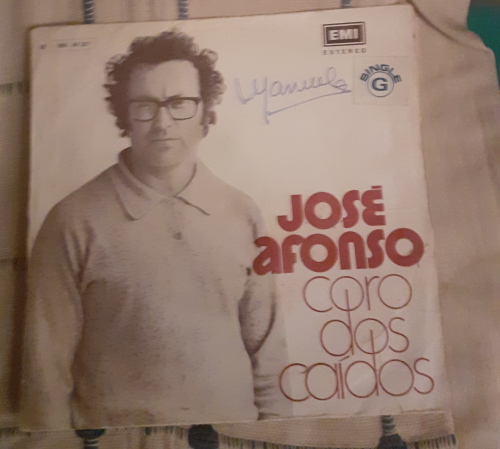 EMI
ESTEREO
Manuela
SINGLE
G
JOSÉ
AFONSO
coro
dos
caídos